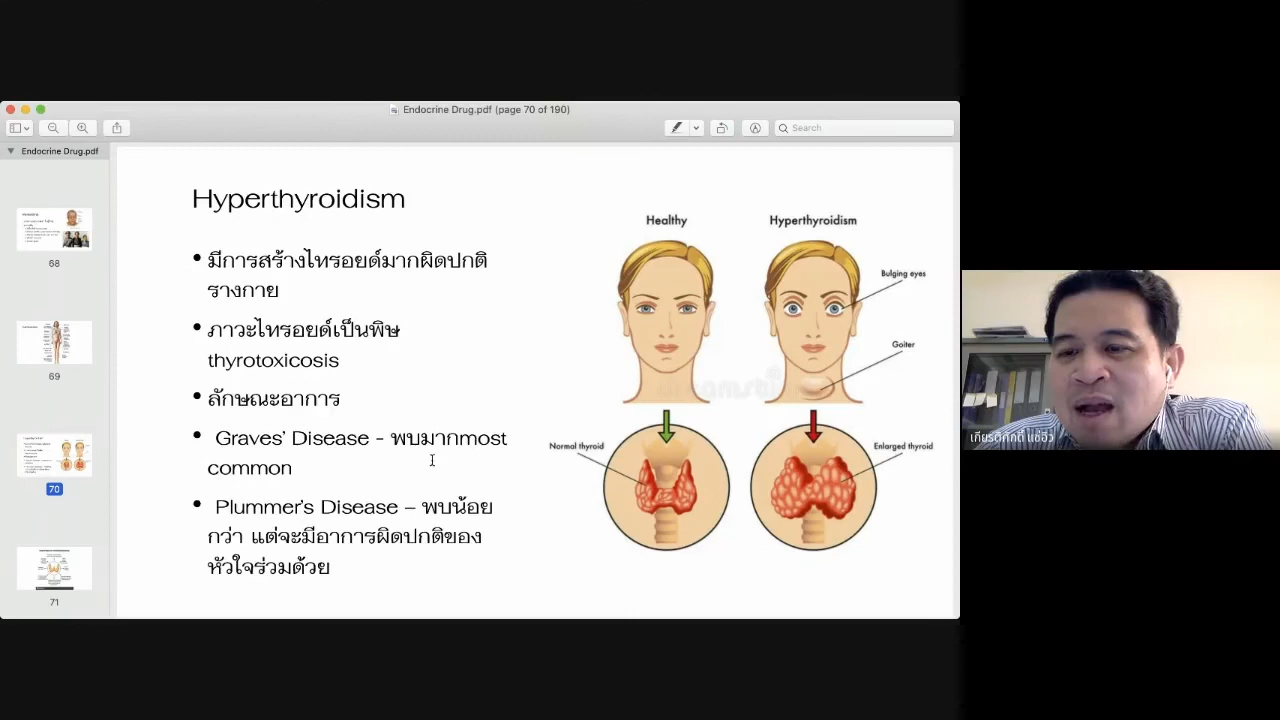 Endocrine Drug.pdf (page 70 of 190)
Search
Endocrine Drug.pdf
68
69
70
71
Hyperthyroidism
• มีการสร้างไทรอยด์มากผิดปกติ
รางกาย
• ภาวะไทรอยด์เป็นพิษ
thyrotoxicosis
• ลักษณะอาการ
• Graves' Disease - พบมากmost
common
• Plummer's Disease – พบน้อย
กว่า แต่จะมีอาการผิดปกติของ
หัวใจร่วมด้วย
Healthy
Hyperthyroidism
Bulging eyes
Goiter
Normal thyroid
Enlarged thyroid
เกียรติศักดิ์ แซ่ฮิว